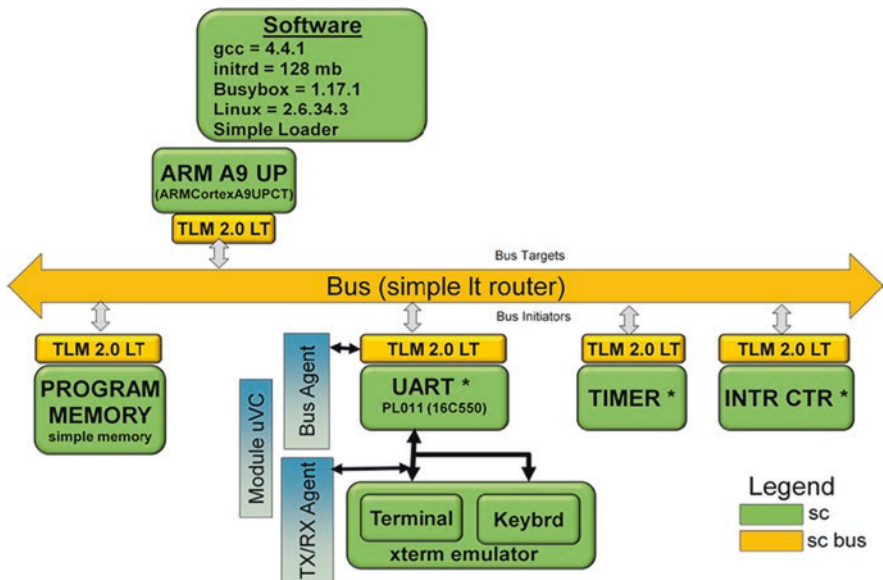 Software
gcc = 4.4.1
initrd = 128 mb
Busybox = 1.17.1
Linux = 2.6.34.3
Simple Loader
ARM A9 UP
(ARMCortexA9UPCT)
TLM 2.0 LT
Bus Targets
Bus (simple lt router)
Bus Initiators
TLM 2.0 LT
PROGRAM
MEMORY
simple memory
Module uVC
Bus Agent
TX/RX Agent
TLM 2.0 LT
UART *
PL011 (16C550)
TLM 2.0 LT
TIMER *
TLM 2.0 LT
INTR CTR *
Terminal
Keybrd
xterm emulator
Legend
sc
sc bus